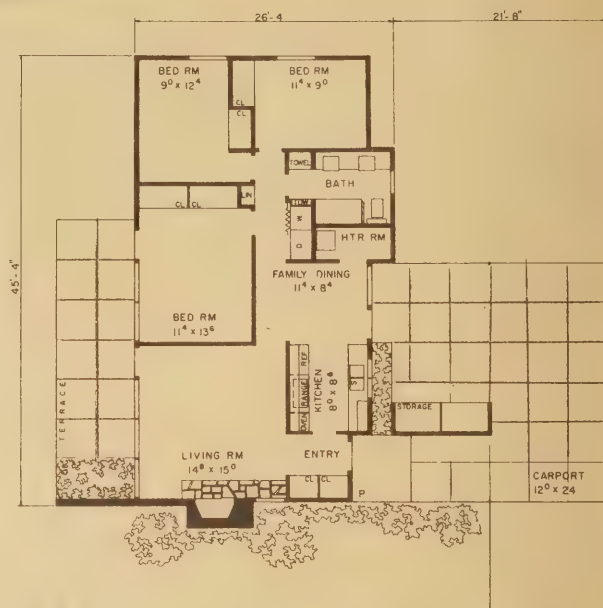 26'-4
21'-8"
BED RM
9⁰ x 12⁴
BED RM
11⁴ x 9⁰
CL
CL
TOWEL
BATH
LIN
CL CL
W
D
HTR RM
45'-4"
FAMILY DINING
11⁴ x 8⁴
BED RM
11⁴ x 13⁶
REF
KITCHEN
8⁰ x 8⁸
RANGE
OVEN
S
STORAGE
TERRACE
LIVING RM
14⁸ x 15⁰
ENTRY
CL CL
P
CARPORT
12⁰ x 24